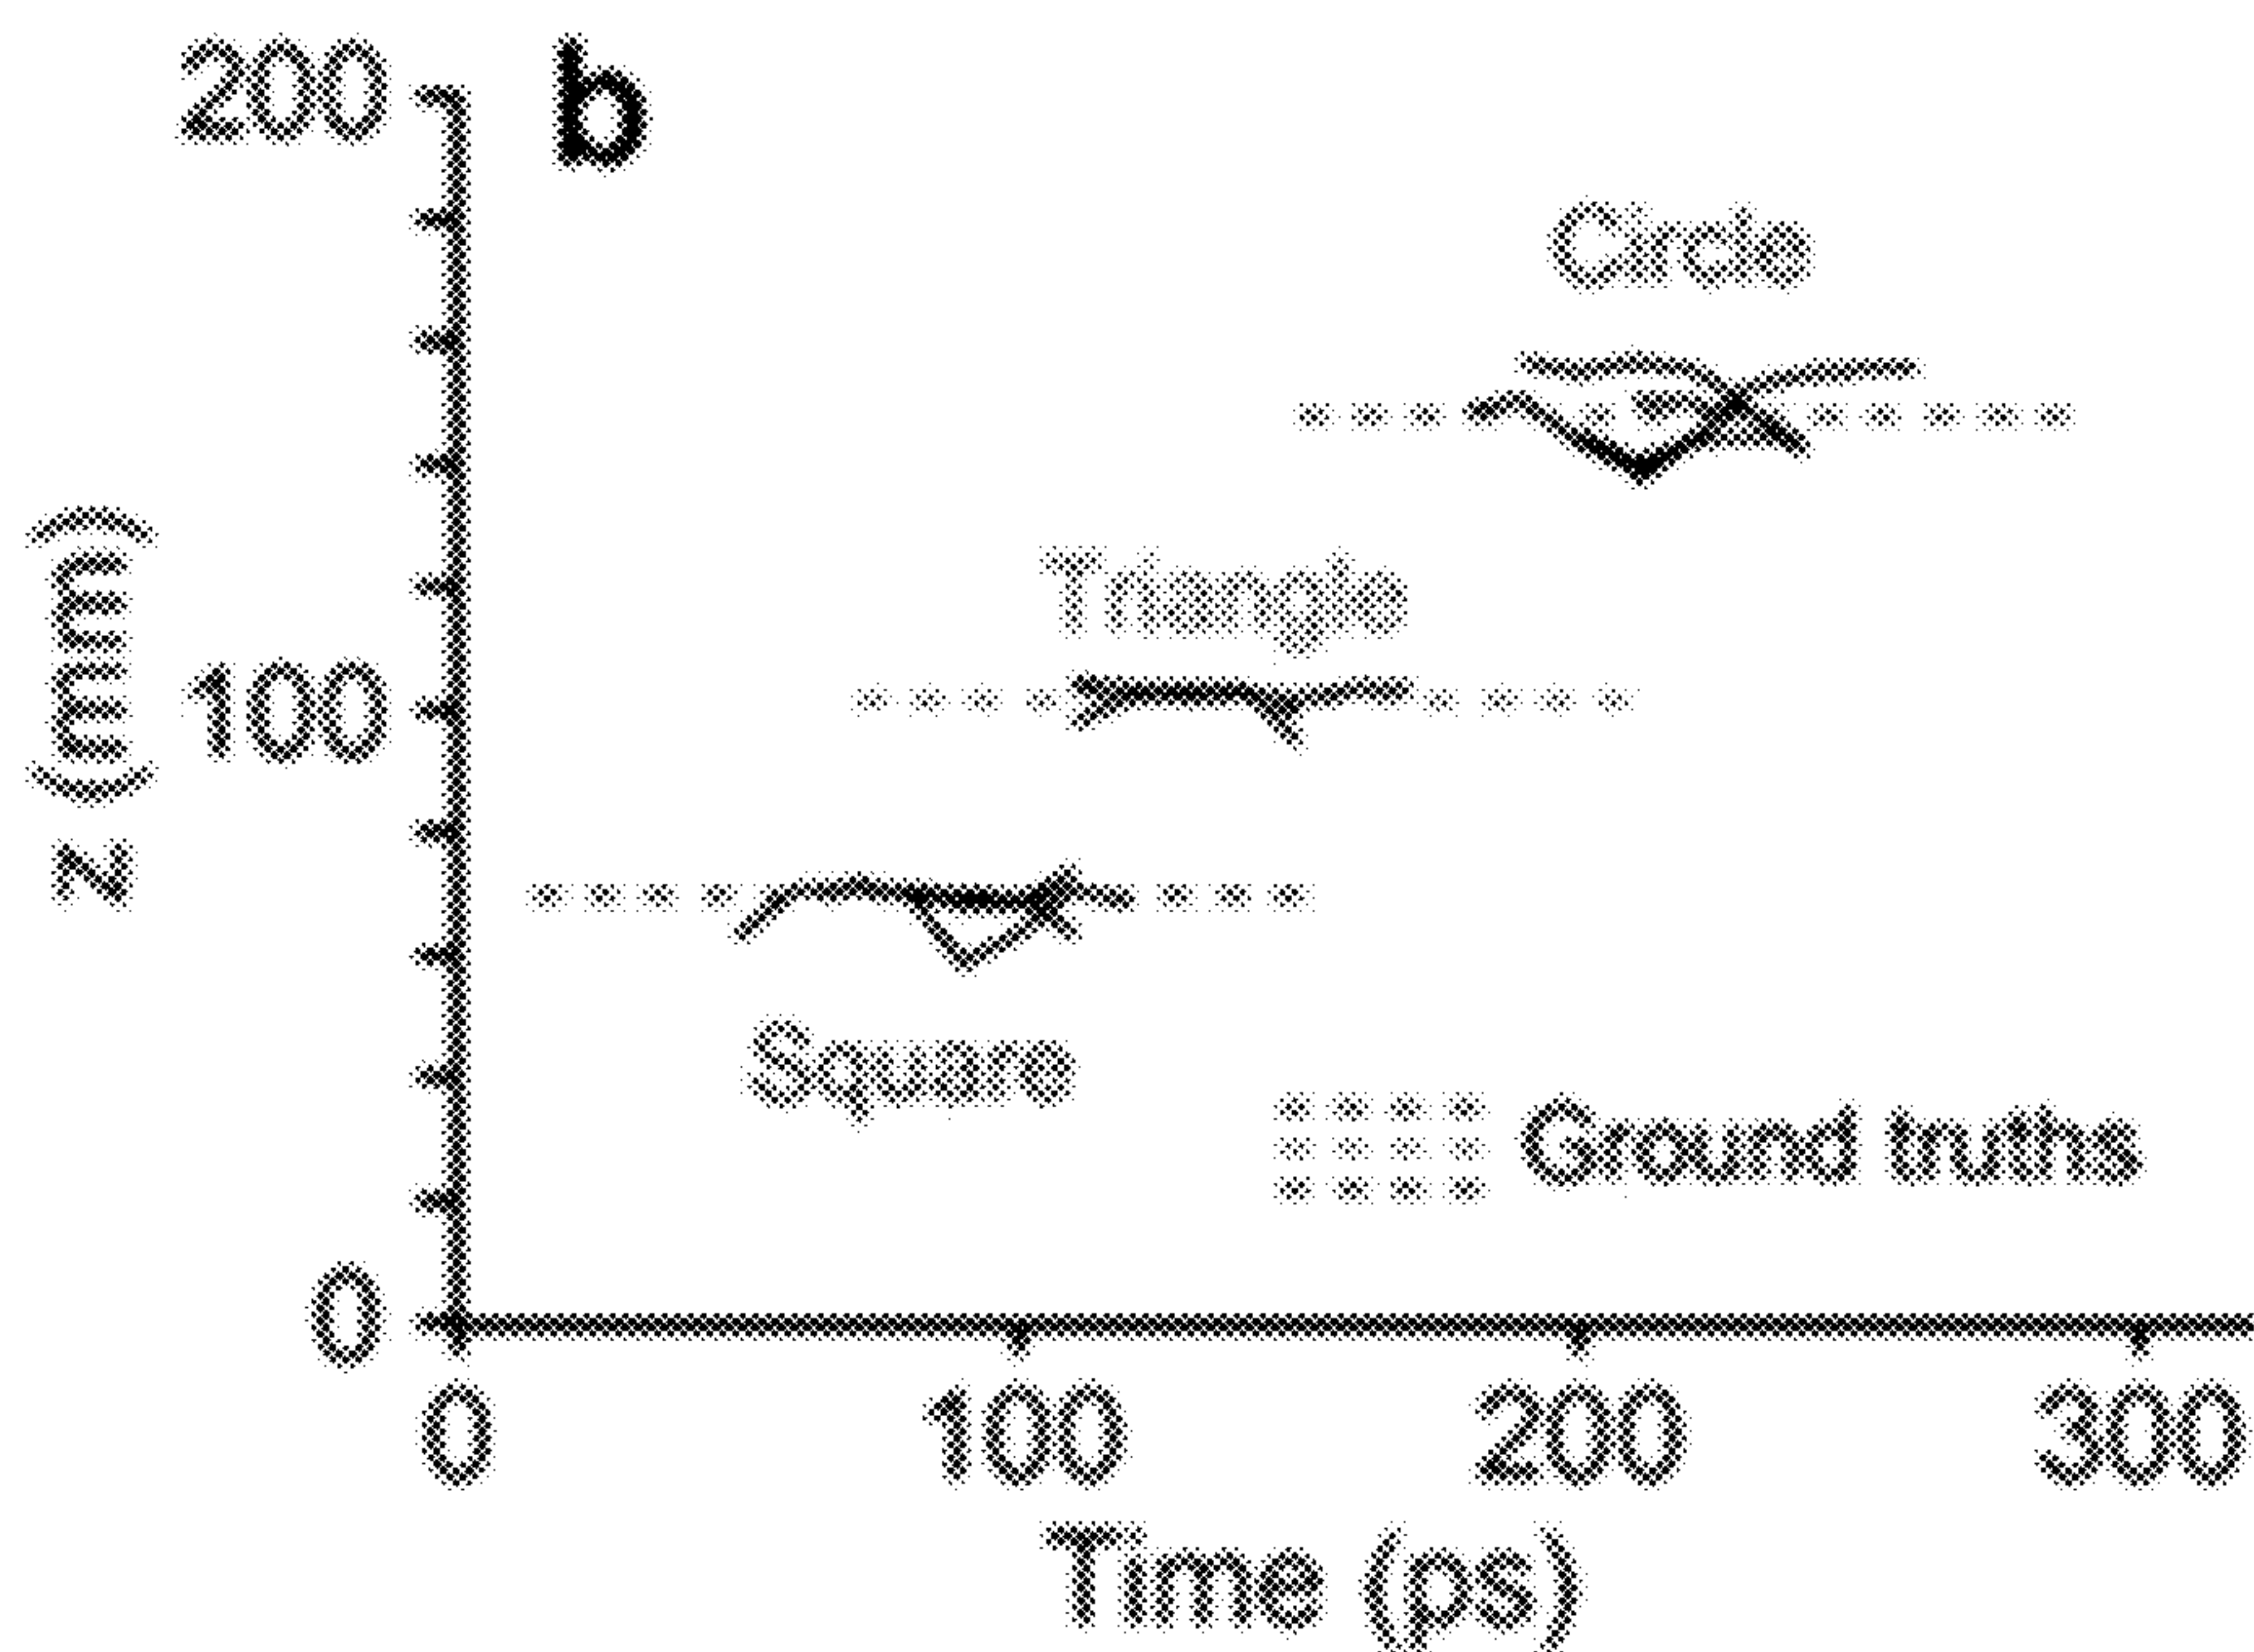 b
200
100
0
z (mm)
Circle
Triangle
Square
Ground truths
0 100 200 300
Time (ps)